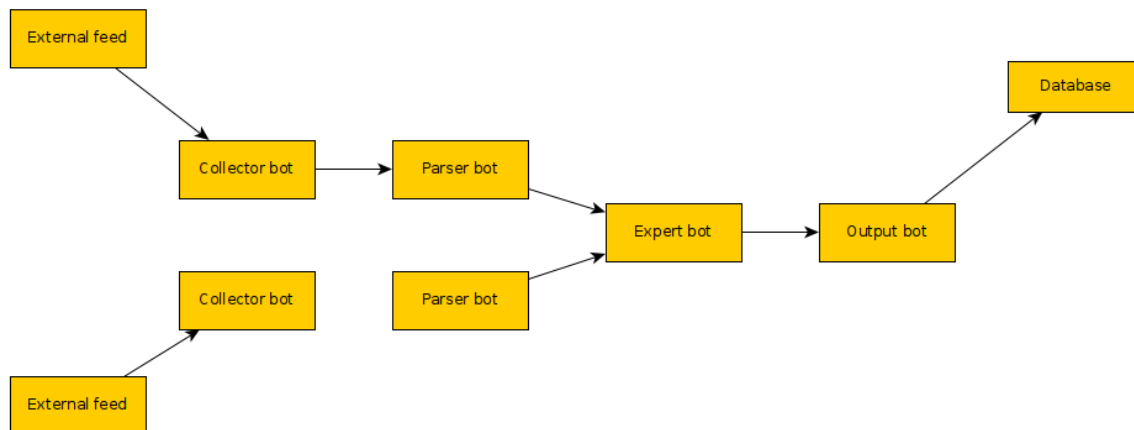 External feed
Database
Collector bot
Parser bot
Expert bot
Output bot
Collector bot
Parser bot
External feed